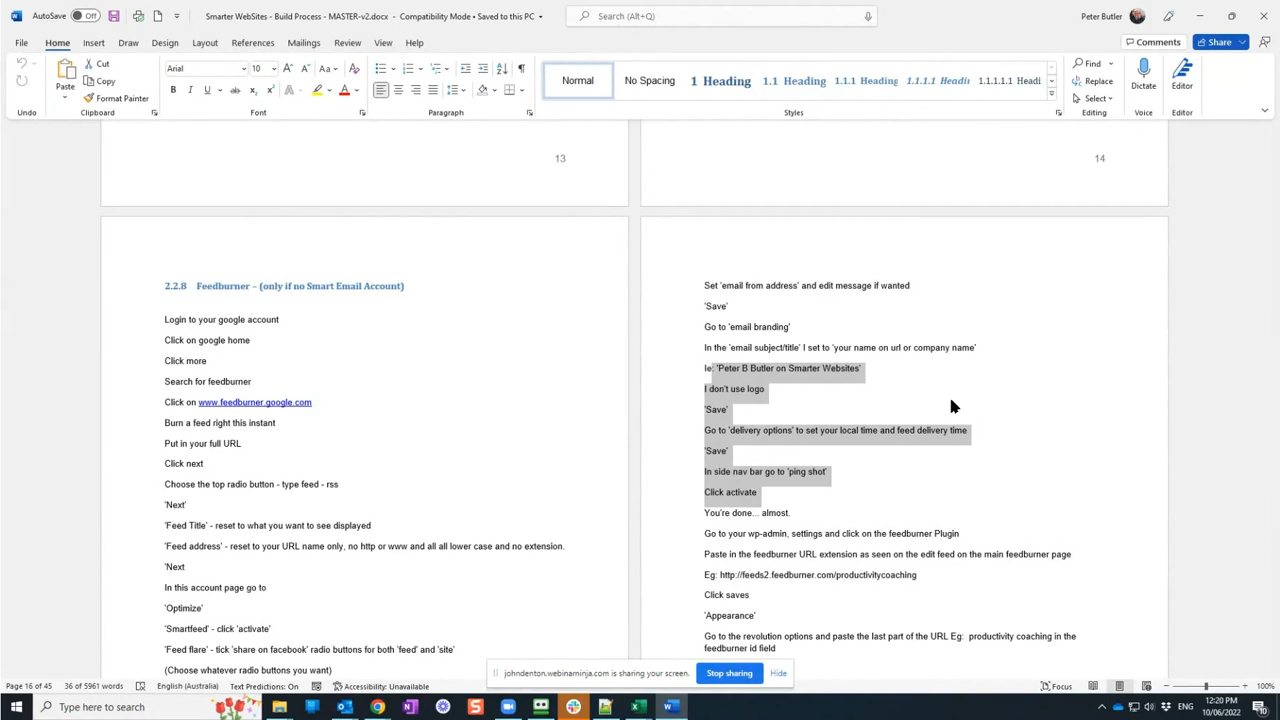 AutoSave Off Smarter WebSites - Build Process - MASTER-v2.docx - Compatibility Mode • Saved to this PC Search (Alt+Q) Peter Butler
File Home Insert Draw Design Layout References Mailings Review View Help Comments Share
Cut
Copy
Format Painter
Paste
Arial 10
Normal No Spacing 1 Heading 1.1 Heading 1.1.1 Heading 1.1.1.1 Headin 1.1.1.1.1 Headi
Find
Replace
Select
Dictate
Editor
Undo Clipboard Font Paragraph Styles Editing Voice Editor
13
14
2.2.8 Feedburner – (only if no Smart Email Account)
Login to your google account
Click on google home
Click more
Search for feedburner
Click on www.feedburner.google.com
Burn a feed right this instant
Put in your full URL
Click next
Choose the top radio button - type feed - rss
'Next'
'Feed Title' - reset to what you want to see displayed
'Feed address' - reset to your URL name only, no http or www and all all lower case and no extension.
'Next
In this account page go to
'Optimize'
'Smartfeed' - click 'activate'
'Feed flare' - tick 'share on facebook' radio buttons for both 'feed' and 'site'
(Choose whatever radio buttons you want)
Set 'email from address' and edit message if wanted
'Save'
Go to 'email branding'
In the 'email subject/title' I set to 'your name on url or company name'
Ie: 'Peter B Butler on Smarter Websites'
I don't use logo
'Save'
Go to 'delivery options' to set your local time and feed delivery time
'Save'
In side nav bar go to 'ping shot'
Click activate
You're done... almost.
Go to your wp-admin, settings and click on the feedburner Plugin
Paste in the feedburner URL extension as seen on the edit feed on the main feedburner page
Eg: http://feeds2.feedburner.com/productivitycoaching
Click saves
'Appearance'
Go to the revolution options and paste the last part of the URL Eg: productivity coaching in the
feedburner id field
johndenton.webinarninja.com is sharing your screen. Stop sharing Hide
Page 16 of 45 36 of 5961 words English (Australia) Text Predictions: On Accessibility: Unavailable Focus 100%
Type here to search ENG 12:20 PM
10/06/2022